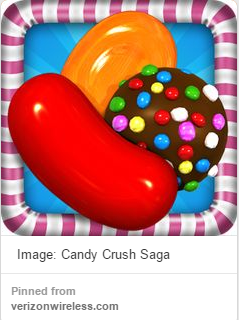 Image: Candy Crush Saga
Pinned from
verizonwireless.com